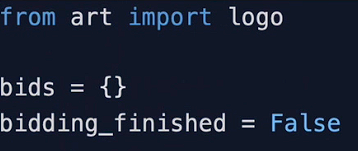 from art import logo
bids = {}
bidding_finished = False